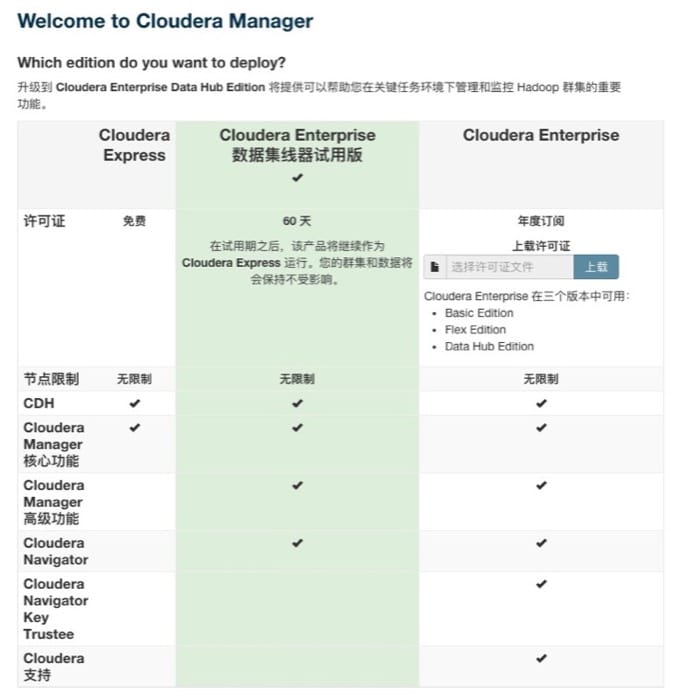 Welcome to Cloudera Manager
Which edition do you want to deploy?
升级到 Cloudera Enterprise Data Hub Edition 将提供可以帮助您在关键任务环境下管理和监控 Hadoop 群集的重要
功能。
Cloudera
Express
Cloudera Enterprise
数据集线器试用版
Cloudera Enterprise
许可证
免费
60 天
在试用期之后，该产品将继续作为
Cloudera Express 运行。您的群集和数据将
会保持不受影响。
年度订阅
上载许可证
选择许可证文件
上载
Cloudera Enterprise 在三个版本中可用：
• Basic Edition
• Flex Edition
• Data Hub Edition
节点限制
无限制
无限制
无限制
CDH
✔
✔
✔
Cloudera
Manager
核心功能
✔
✔
✔
Cloudera
Manager
高级功能
✔
✔
Cloudera
Navigator
✔
✔
Cloudera
Navigator
Key
Trustee
✔
Cloudera
支持
✔